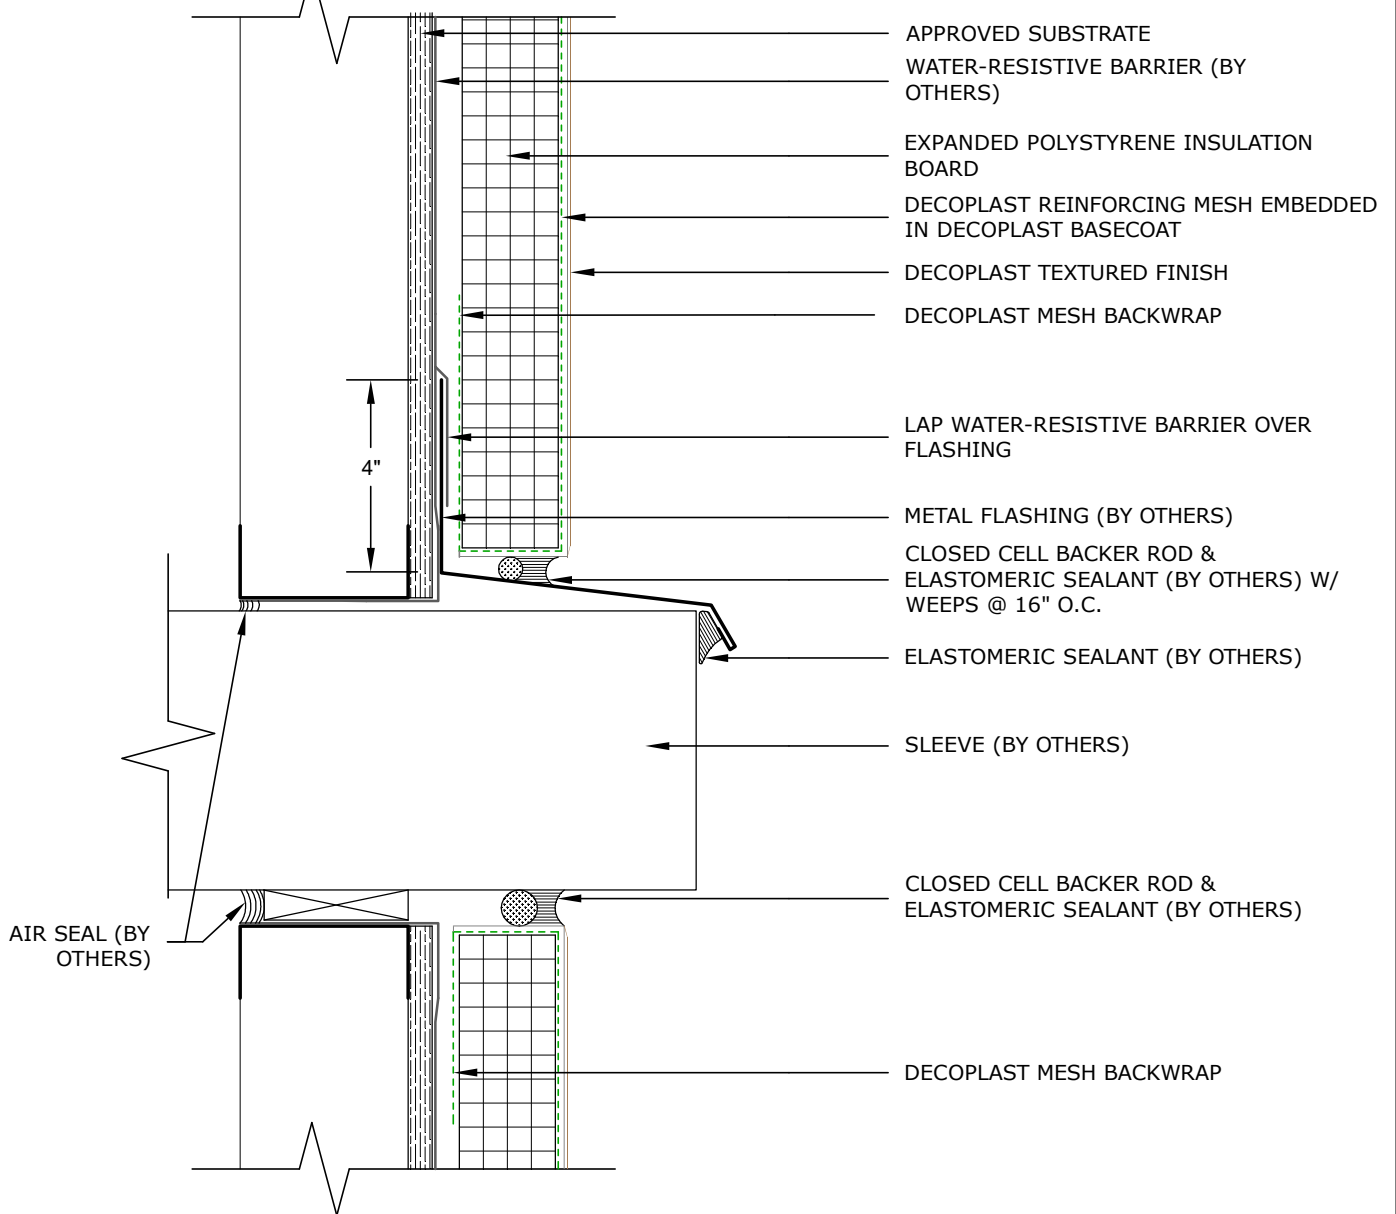 APPROVED SUBSTRATE
WATER-RESISTIVE BARRIER (BY
OTHERS)
EXPANDED POLYSTYRENE INSULATION
BOARD
DECOPLAST REINFORCING MESH EMBEDDED
IN DECOPLAST BASECOAT
DECOPLAST TEXTURED FINISH
DECOPLAST MESH BACKWRAP
LAP WATER-RESISTIVE BARRIER OVER
FLASHING
4"
METAL FLASHING (BY OTHERS)
CLOSED CELL BACKER ROD &
ELASTOMERIC SEALANT (BY OTHERS) W/
WEEPS @ 16" O.C.
ELASTOMERIC SEALANT (BY OTHERS)
SLEEVE (BY OTHERS)
CLOSED CELL BACKER ROD &
ELASTOMERIC SEALANT (BY OTHERS)
AIR SEAL (BY
OTHERS)
DECOPLAST MESH BACKWRAP